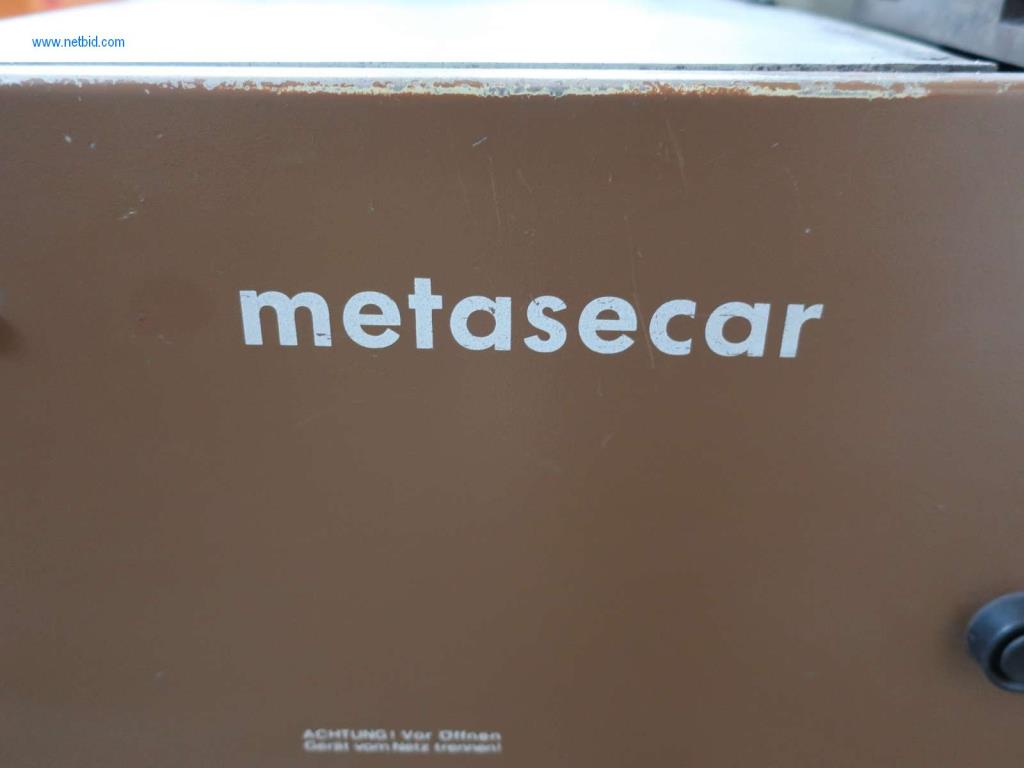 www.netbid.com
metasecar
ACHTUNG! Vor Öffnen
Gerät vom Netz trennen!